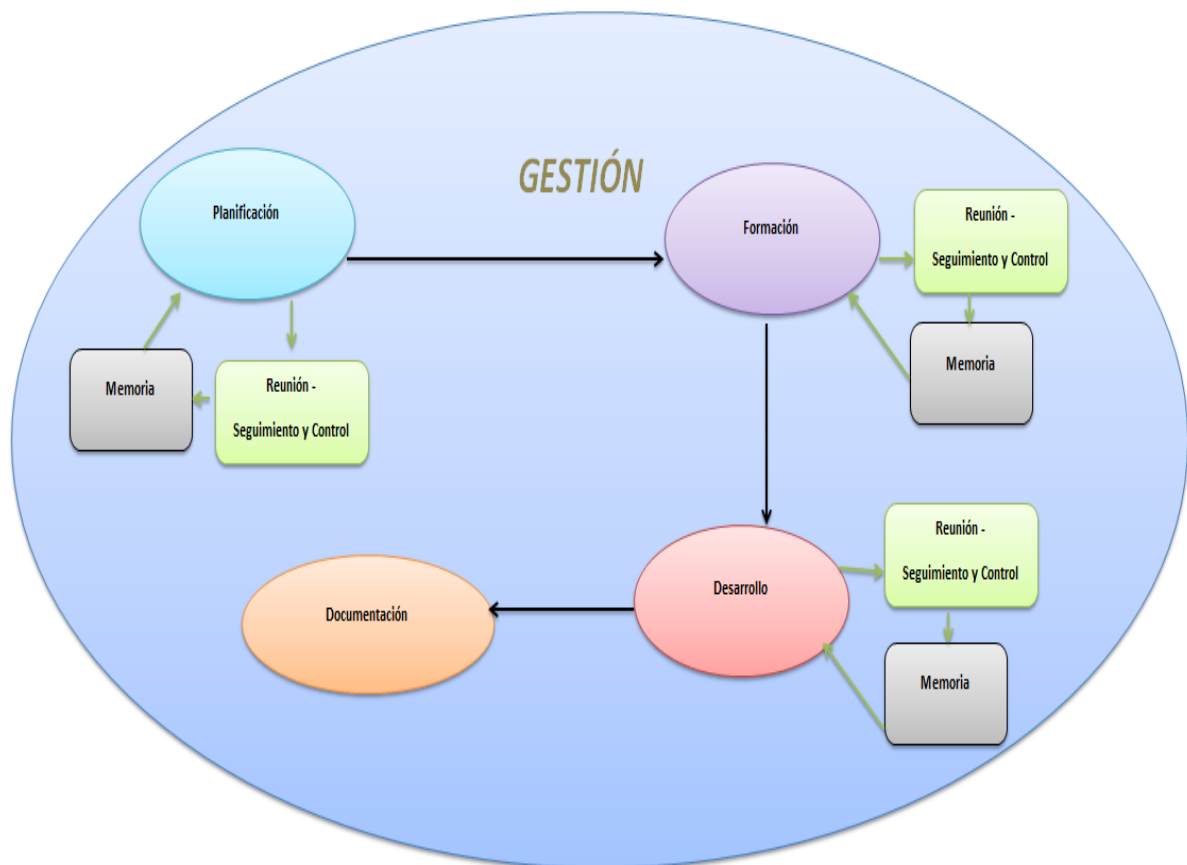 GESTIÓN
Planificación
Memoria
Reunión -
Seguimiento y Control
Formación
Reunión -
Seguimiento y Control
Memoria
Desarrollo
Reunión -
Seguimiento y Control
Memoria
Documentación